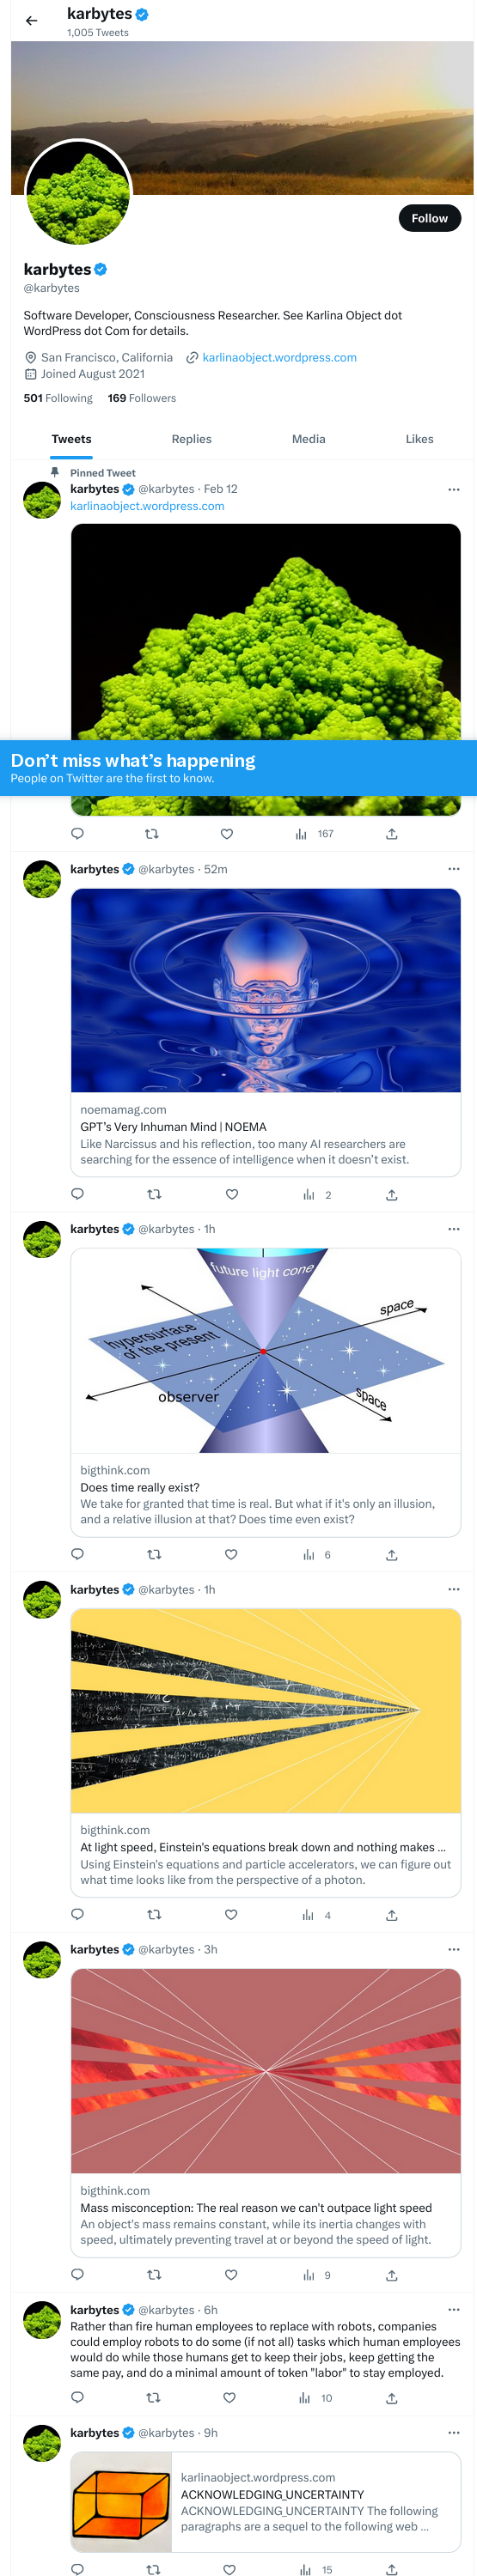 karbytes
1,005 Tweets
Follow
karbytes
@karbytes
Software Developer, Consciousness Researcher. See Karlina Object dot
WordPress dot Com for details.
San Francisco, California karlinaobject.wordpress.com
Joined August 2021
501 Following 169 Followers
Tweets Replies Media Likes
Pinned Tweet
karbytes @karbytes · Feb 12
karlinaobject.wordpress.com
Don't miss what's happening
People on Twitter are the first to know.
167
karbytes @karbytes · 52m
noemamag.com
GPT's Very Inhuman Mind | NOEMA
Like Narcissus and his reflection, too many AI researchers are
searching for the essence of intelligence when it doesn't exist.
2
karbytes @karbytes · 1h
future light cone
space
hypersurface
of the present
observer
space
bigthink.com
Does time really exist?
We take for granted that time is real. But what if it's only an illusion,
and a relative illusion at that? Does time even exist?
6
karbytes @karbytes · 1h
bigthink.com
At light speed, Einstein's equations break down and nothing makes ...
Using Einstein's equations and particle accelerators, we can figure out
what time looks like from the perspective of a photon.
4
karbytes @karbytes · 3h
bigthink.com
Mass misconception: The real reason we can't outpace light speed
An object's mass remains constant, while its inertia changes with
speed, ultimately preventing travel at or beyond the speed of light.
9
karbytes @karbytes · 6h
Rather than fire human employees to replace with robots, companies
could employ robots to do some (if not all) tasks which human employees
would do while those humans get to keep their jobs, keep getting the
same pay, and do a minimal amount of token "labor" to stay employed.
10
karbytes @karbytes · 9h
karlinaobject.wordpress.com
ACKNOWLEDGING_UNCERTAINTY
ACKNOWLEDGING_UNCERTAINTY The following
paragraphs are a sequel to the following web ...
15